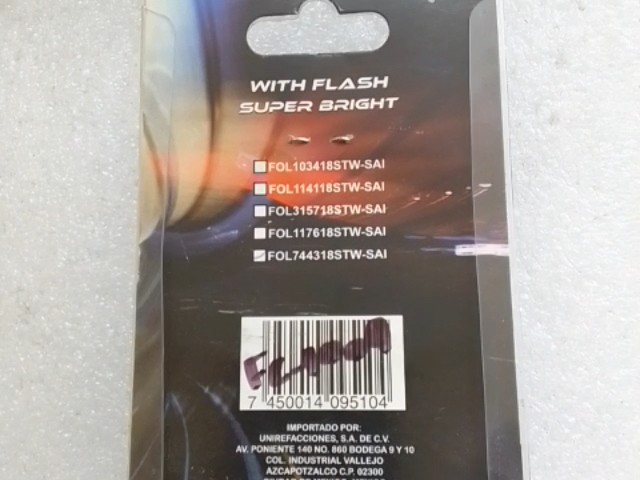 WITH FLASH
SUPER BRIGHT
FOL103418STW-SAI
FOL114118STW-SAI
FOL315718STW-SAI
FOL117618STW-SAI
FOL744318STW-SAI
7 450014 095104
IMPORTADO POR:
UNIREFACCIONES, S.A. DE C.V.
AV. PONIENTE 140 NO. 860 BODEGA 9 Y 10
COL. INDUSTRIAL VALLEJO
AZCAPOTZALCO C.P. 02300